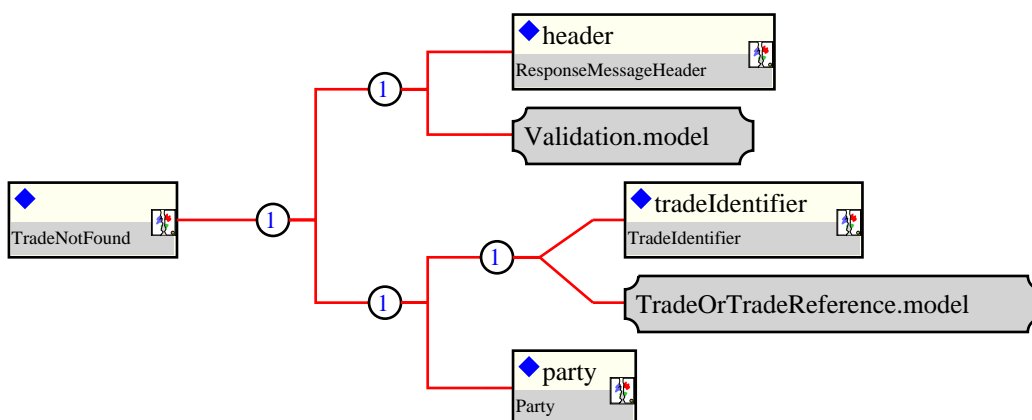 header
ResponseMessageHeader
1
Validation.model
TradeNotFound
1
tradeIdentifier
TradeIdentifier
1
TradeOrTradeReference.model
1
party
Party